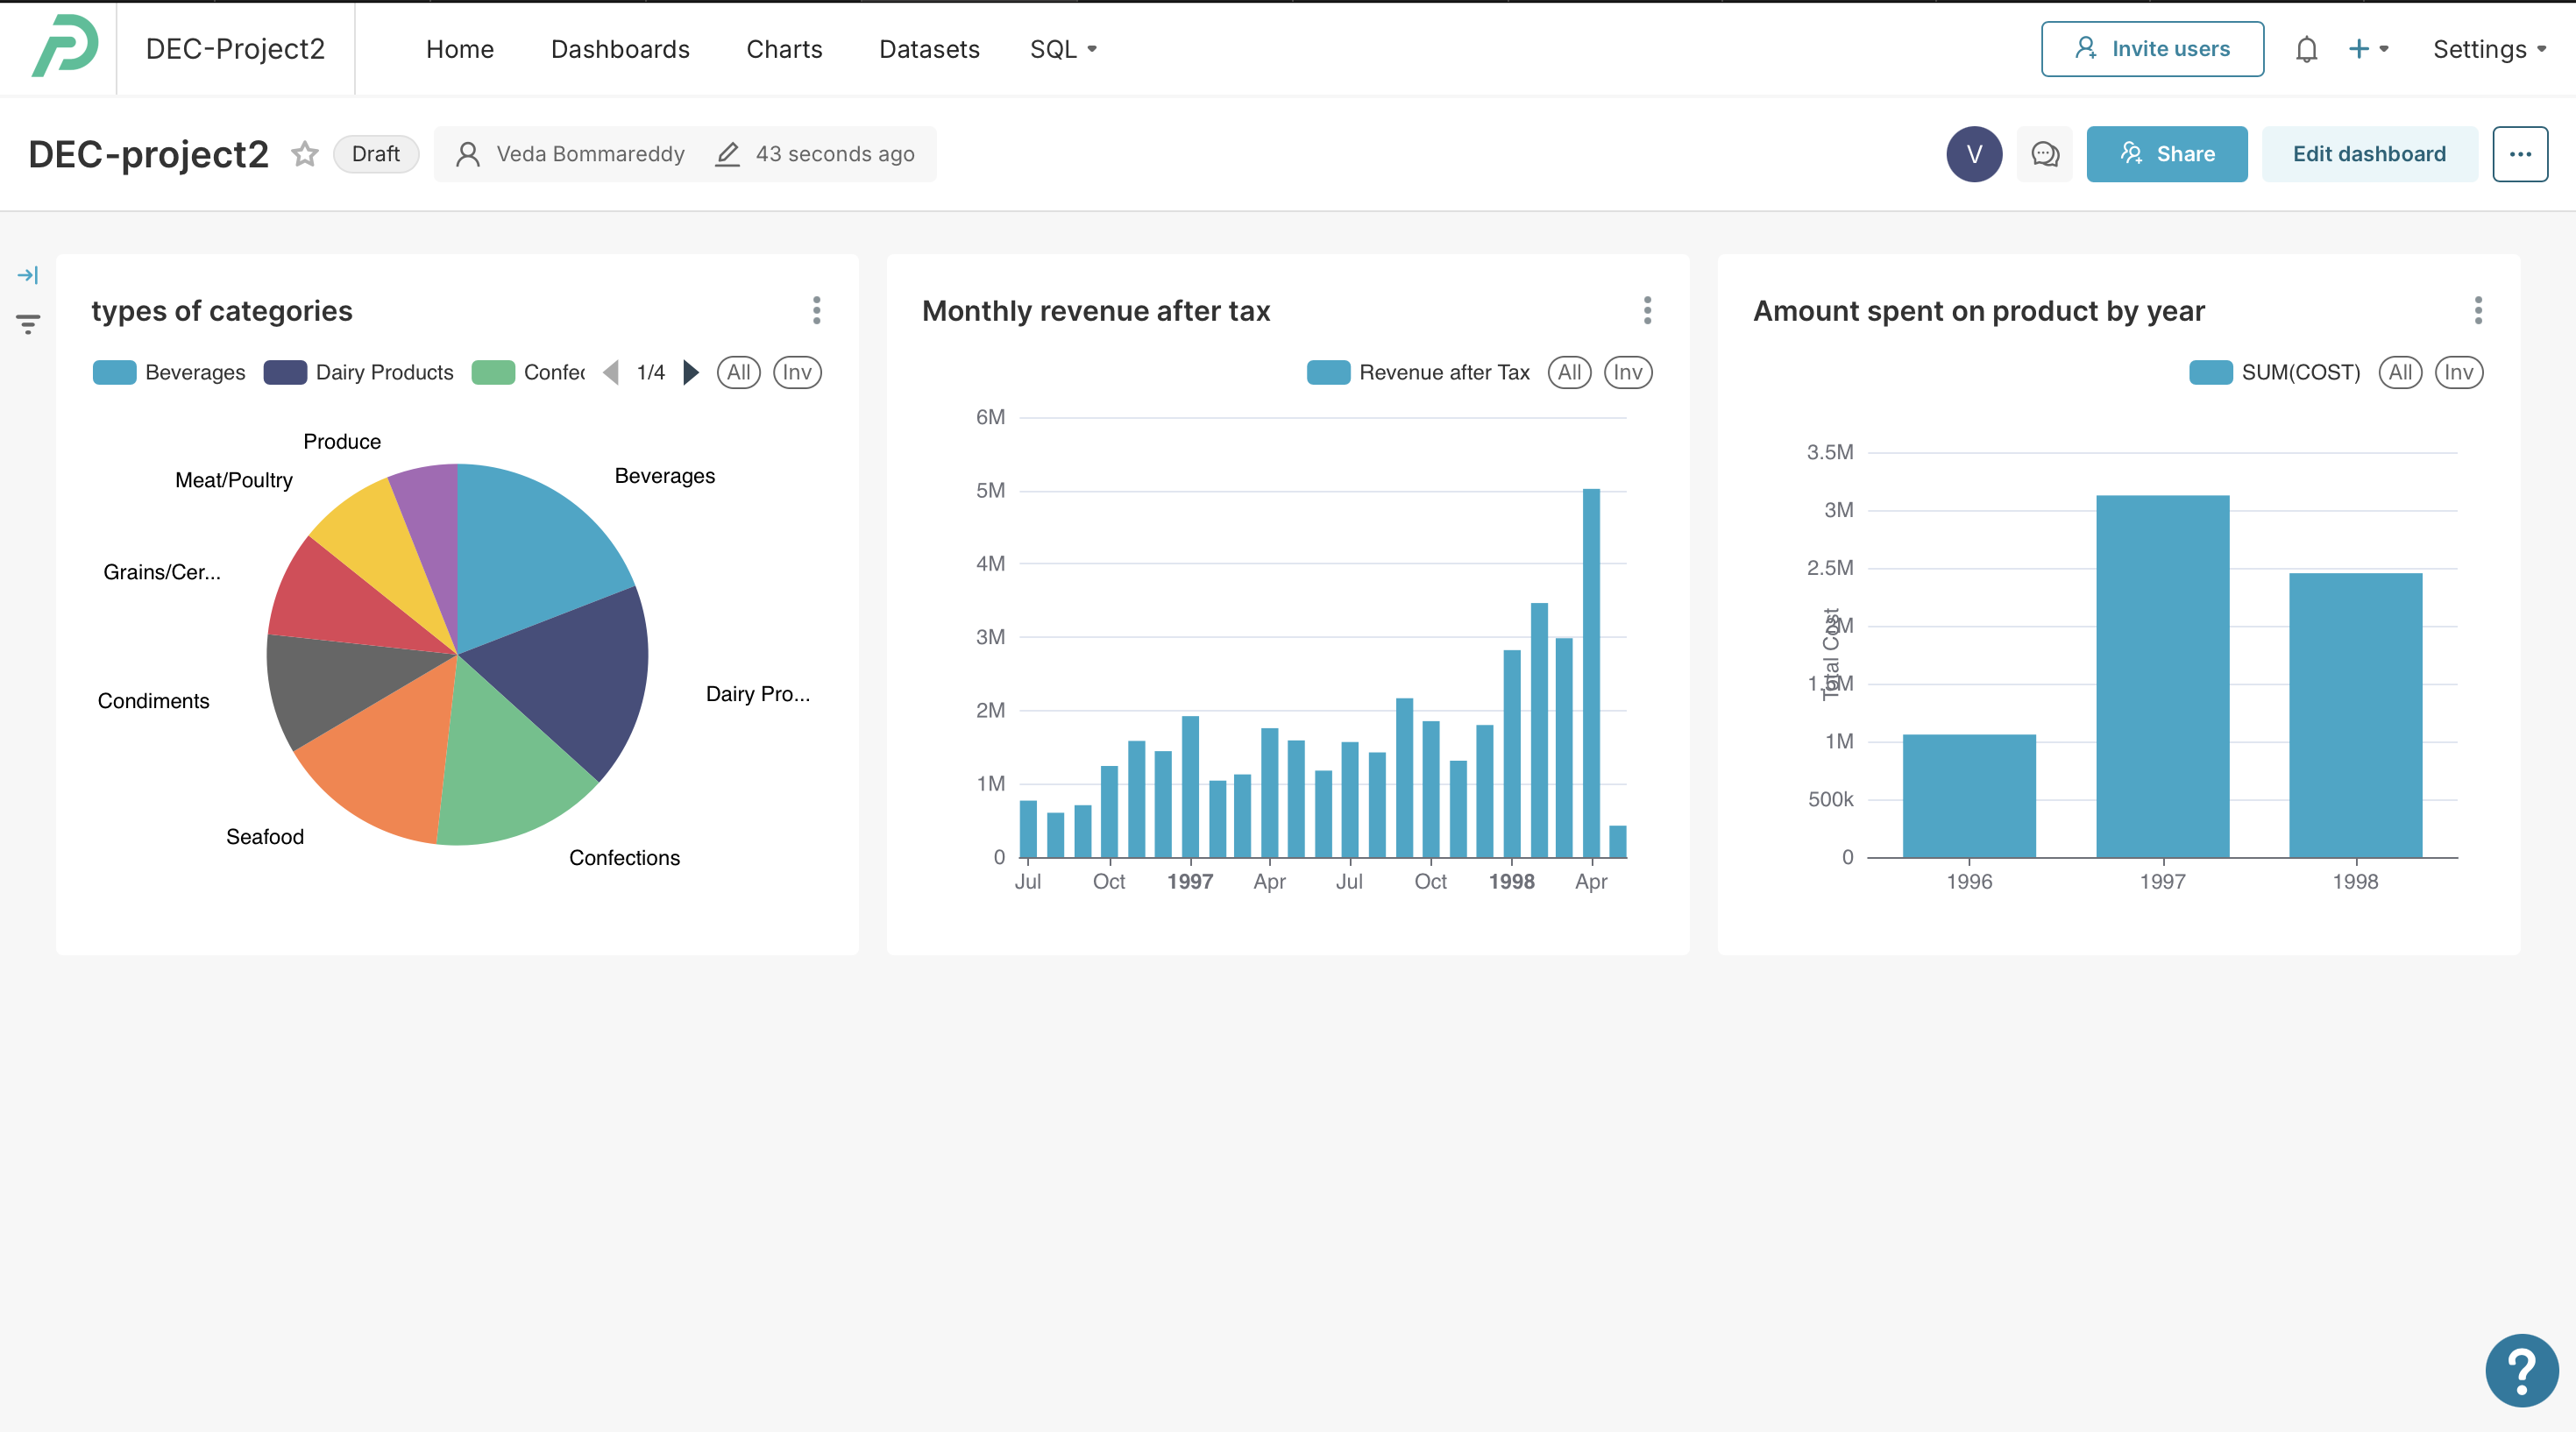 DEC-Project2 Home Dashboards Charts Datasets SQL Invite users Settings
DEC-project2 Draft Veda Bommareddy 43 seconds ago V Share Edit dashboard
types of categories
Beverages Dairy Products Confec 1/4 All Inv
Produce
Beverages
Meat/Poultry
Grains/Cer...
Dairy Pro...
Condiments
Seafood
Confections
Monthly revenue after tax
Revenue after Tax All Inv
6M
5M
4M
3M
2M
1M
0
Jul Oct 1997 Apr Jul Oct 1998 Apr
Amount spent on product by year
SUM(COST) All Inv
Total Cost
3.5M
3M
2.5M
2M
1.5M
1M
500k
0
1996 1997 1998
?